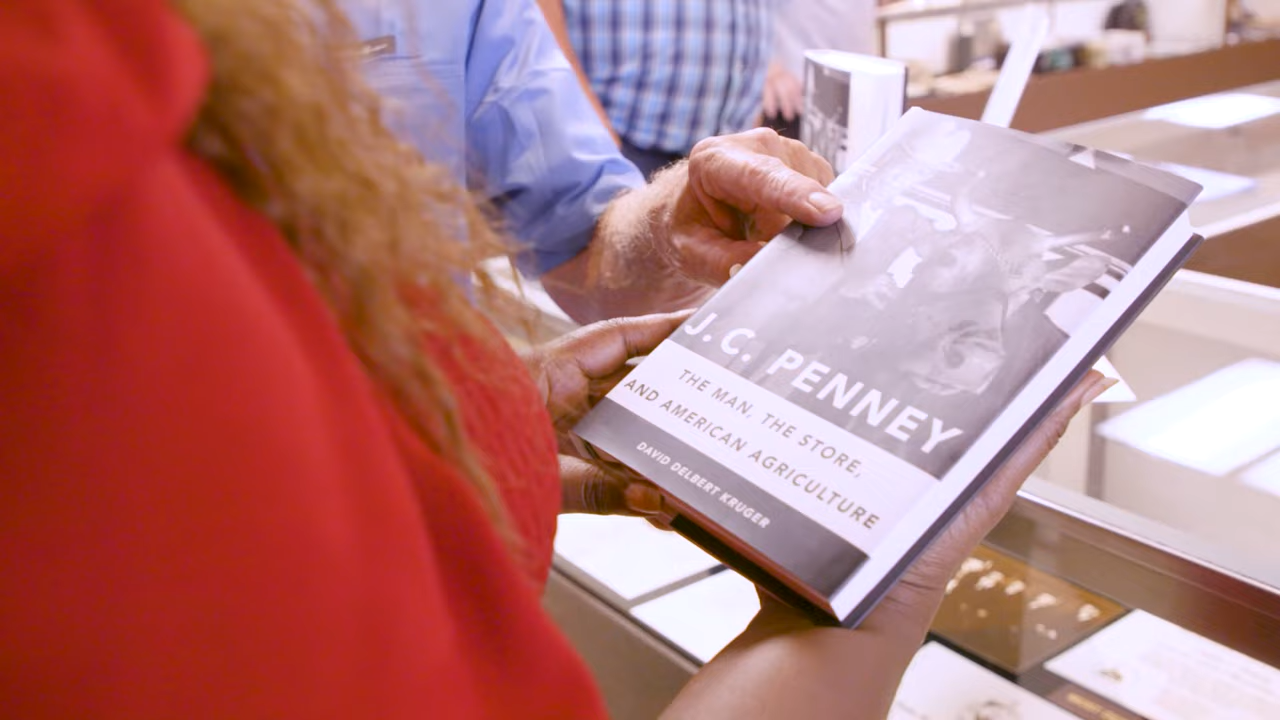 J.C. PENNEY
THE MAN, THE STORE,
AND AMERICAN AGRICULTURE
DAVID DELBERT KRUGER